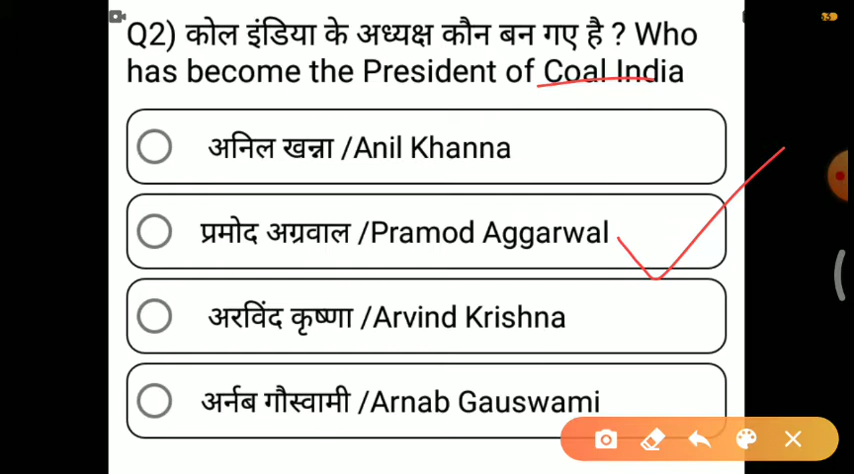 Q2) कोल इंडिया के अध्यक्ष कौन बन गए है ? Who
has become the President of Coal India
अनिल खन्ना /Anil Khanna
प्रमोद अग्रवाल /Pramod Aggarwal
अरविंद कृष्णा /Arvind Krishna
अर्नब गौस्वामी /Arnab Gauswami